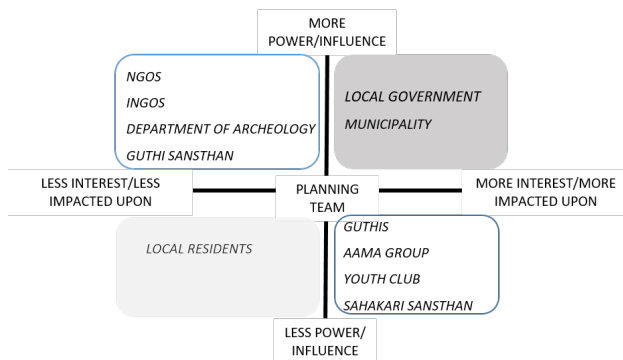 MORE
POWER/INFLUENCE
NGOS
INGOS
DEPARTMENT OF ARCHEOLOGY
GUTHI SANSTHAN
LOCAL GOVERNMENT
MUNICIPALITY
LESS INTEREST/LESS
IMPACTED UPON
PLANNING
TEAM
MORE INTEREST/MORE
IMPACTED UPON
LOCAL RESIDENTS
GUTHIS
AAMA GROUP
YOUTH CLUB
SAHAKARI SANSTHAN
LESS POWER/
INFLUENCE